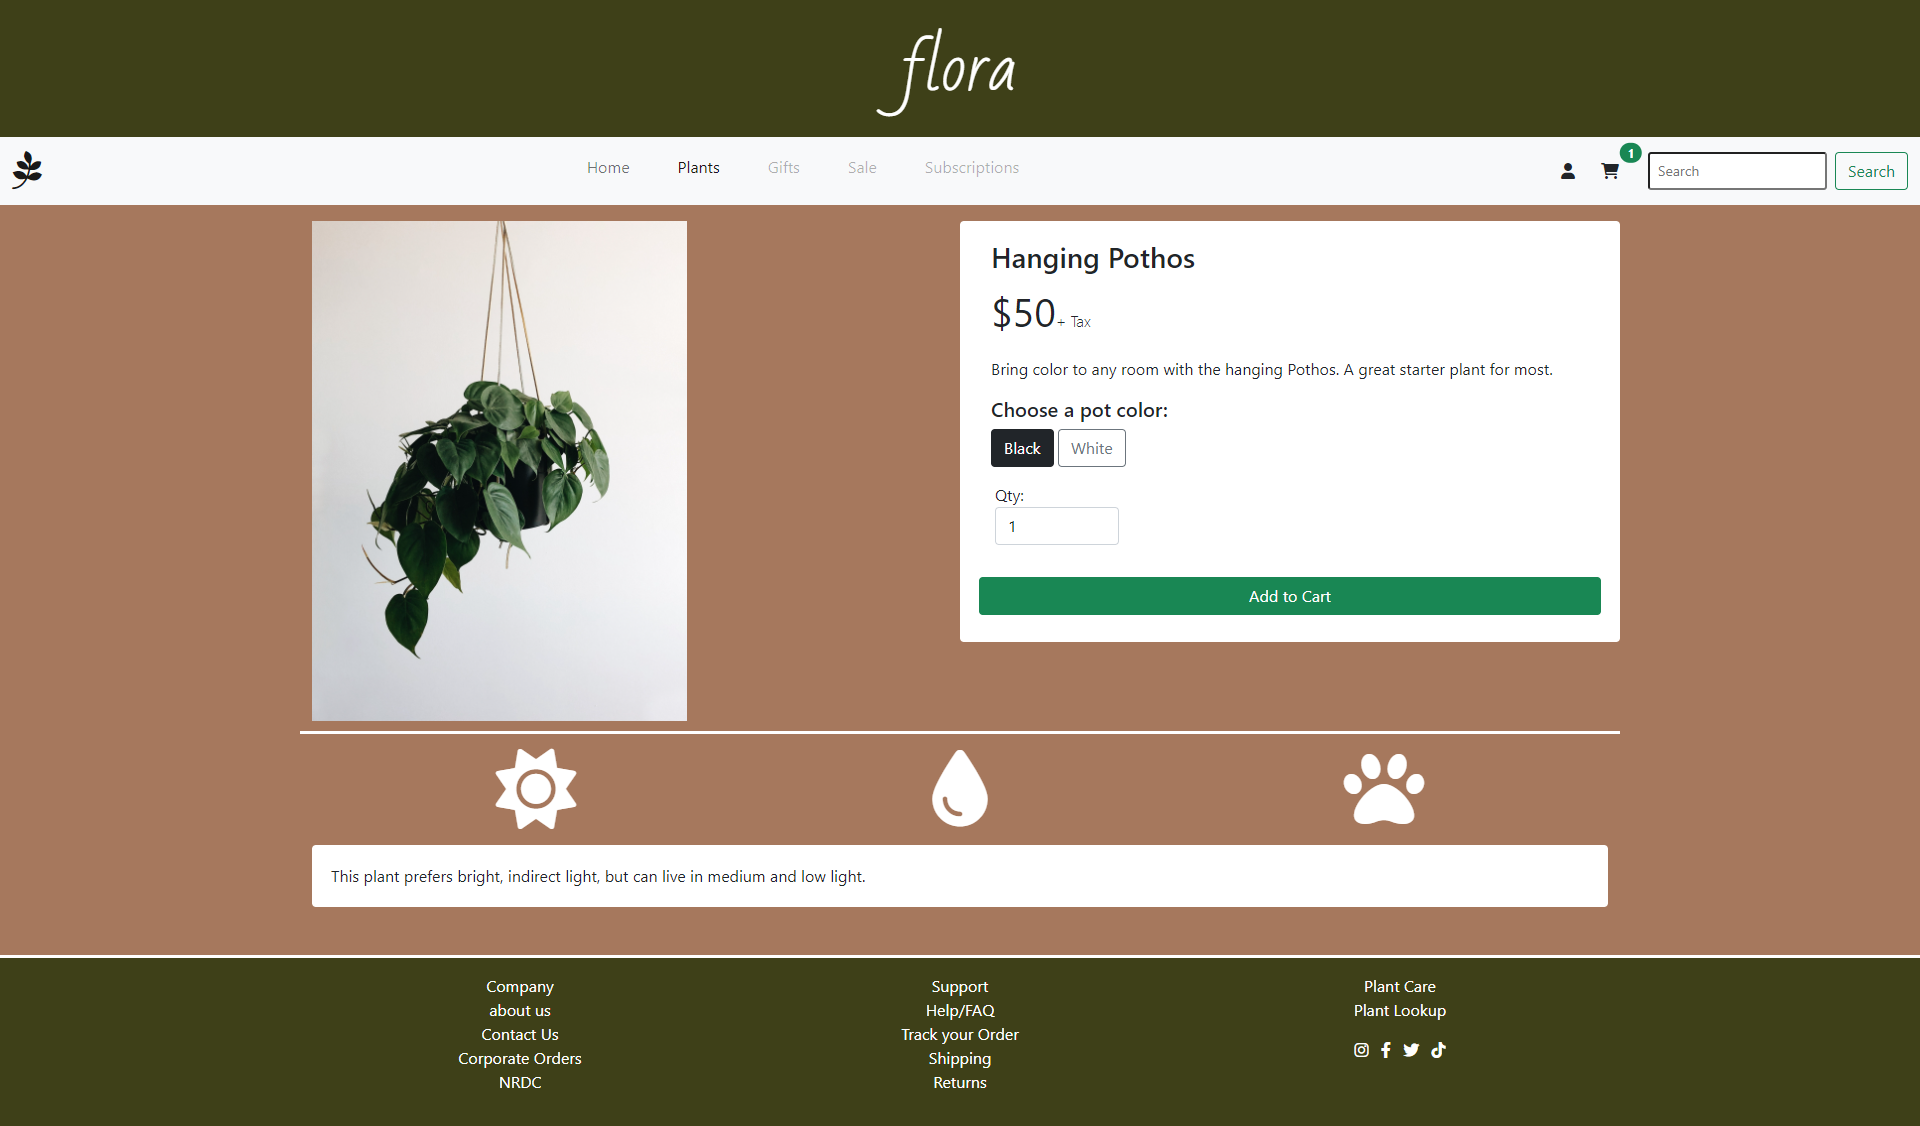 flora
Home Plants Gifts Sale Subscriptions 1 Search Search
Hanging Pothos
$50+ Tax
Bring color to any room with the hanging Pothos. A great starter plant for most.
Choose a pot color:
Black White
Qty:
1
Add to Cart
This plant prefers bright, indirect light, but can live in medium and low light.
Company
about us
Contact Us
Corporate Orders
NRDC
Support
Help/FAQ
Track your Order
Shipping
Returns
Plant Care
Plant Lookup